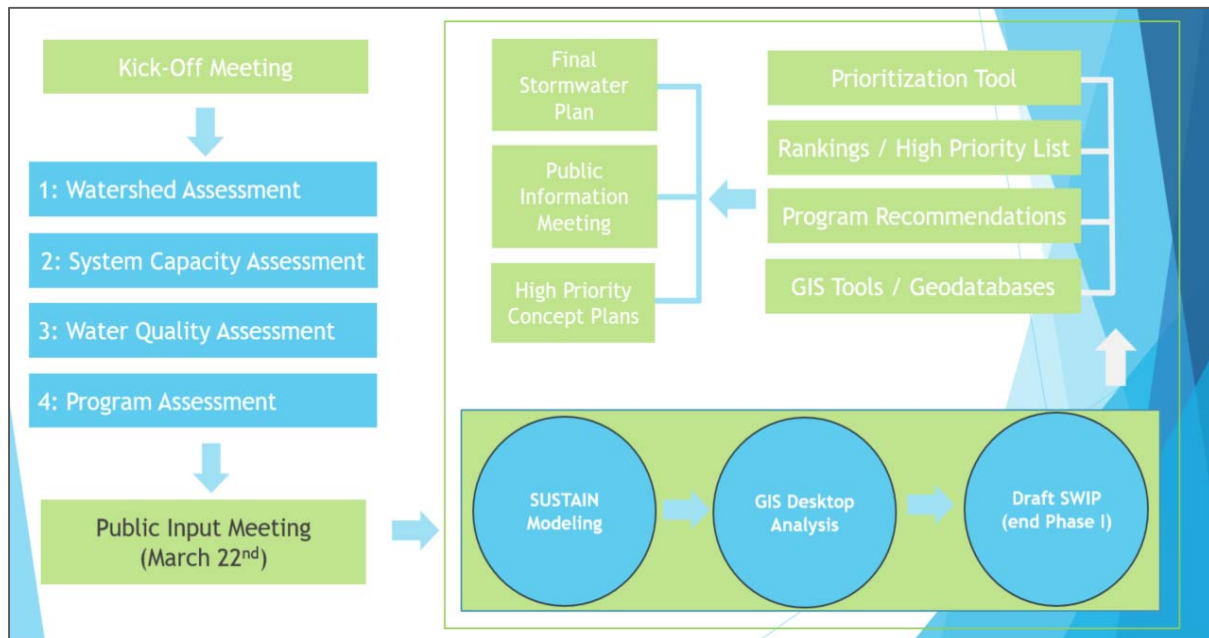 Kick-Off Meeting
1: Watershed Assessment
2: System Capacity Assessment
3: Water Quality Assessment
4: Program Assessment
Public Input Meeting
(March 22nd)
SUSTAIN
Modeling
GIS Desktop
Analysis
Draft SWIP
(end Phase I)
Prioritization Tool
Rankings / High Priority List
Program Recommendations
GIS Tools / Geodatabases
Final
Stormwater
Plan
Public
Information
Meeting
High Priority
Concept Plans